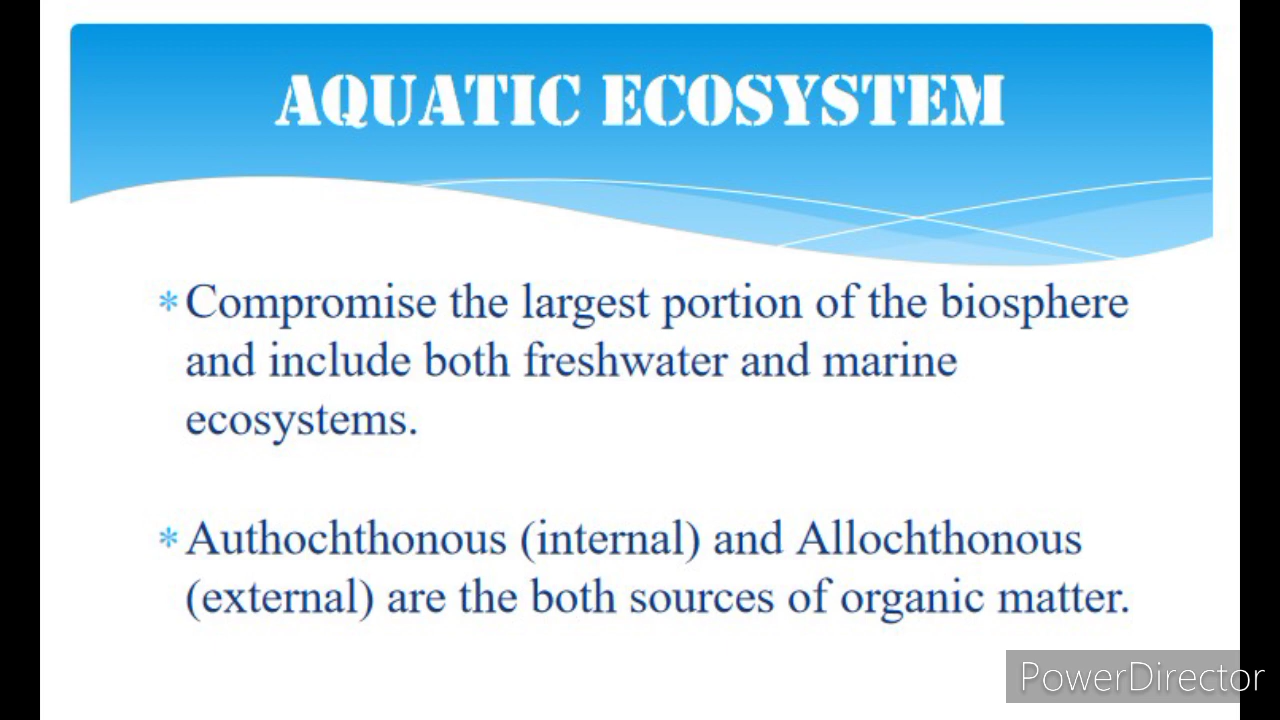 AQUATIC ECOSYSTEM
*Compromise the largest portion of the biosphere
and include both freshwater and marine
ecosystems.
*Authochthonous (internal) and Allochthonous
(external) are the both sources of organic matter.
PowerDirector